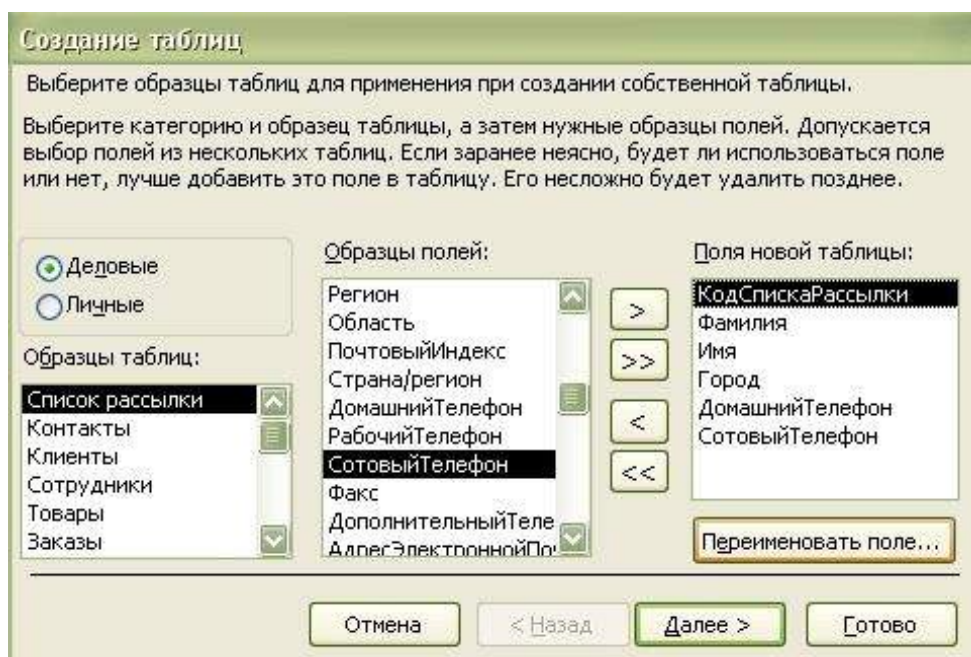 Создание таблиц
Выберите образцы таблиц для применения при создании собственной таблицы.
Выберите категорию и образец таблицы, а затем нужные образцы полей. Допускается
выбор полей из нескольких таблиц. Если заранее неясно, будет ли использоваться поле
или нет, лучше добавить это поле в таблицу. Его несложно будет удалить позднее.
Деловые
Личные
Образцы таблиц:
Список рассылки
Контакты
Клиенты
Сотрудники
Товары
Заказы
Образцы полей:
Регион
Область
ПочтовыйИндекс
Страна/регион
ДомашнийТелефон
РабочийТелефон
СотовыйТелефон
Факс
ДополнительныйТеле
АдресЭлектроннойПо
>
>>
<
<<
Поля новой таблицы:
КодСпискаРассылки
Фамилия
Имя
Город
ДомашнийТелефон
СотовыйТелефон
Переименовать поле...
Отмена
< Назад
Далее >
Готово